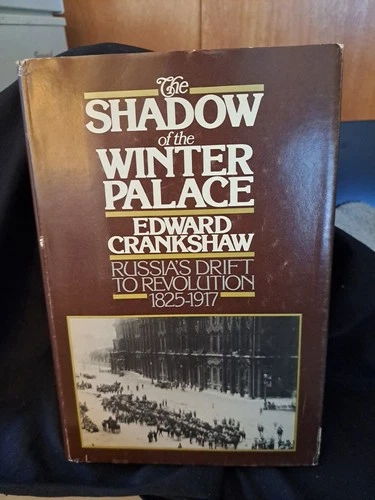 The
SHADOW
of the
WINTER
PALACE
EDWARD
CRANKSHAW
RUSSIA'S DRIFT
TO REVOLUTION
1825-1917